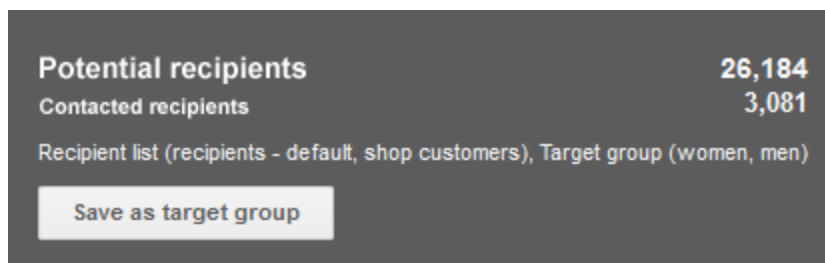 Potential recipients 26,184
Contacted recipients 3,081
Recipient list (recipients - default, shop customers), Target group (women, men)
Save as target group